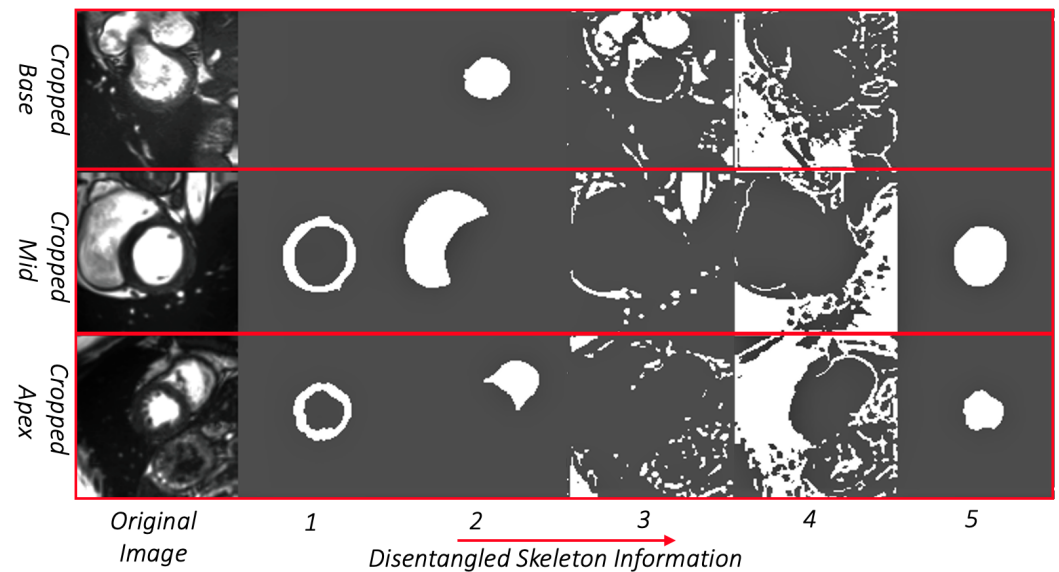 Cropped
Base
Cropped
Mid
Cropped
Apex
Original
Image
1
2
3
4
5
Disentangled Skeleton Information